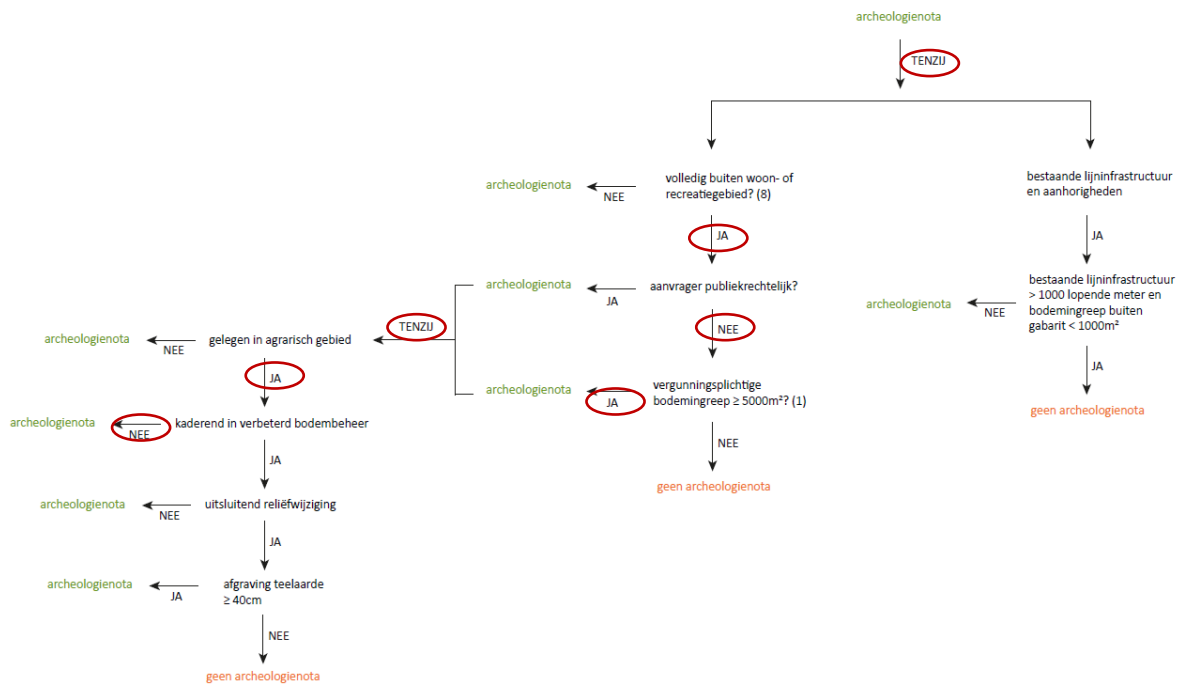 archeologienota
TENZIJ
volledig buiten woon- of
recreatiegebied? (8)
NEE
archeologienota
JA
aanvrager publiekrechtelijk?
JA
archeologienota
NEE
vergunningsplichtige
bodemingreep ≥ 5000m²? (1)
JA
archeologienota
NEE
geen archeologienota
bestaande lijninfrastructuur
en aanhorigheden
JA
bestaande lijninfrastructuur
> 1000 lopende meter en
bodemingreep buiten
gabarit < 1000m²
NEE
archeologienota
JA
geen archeologienota
TENZIJ
gelegen in agrarisch gebied
NEE
archeologienota
JA
kaderend in verbeterd bodembeheer
NEE
archeologienota
JA
uitsluitend reliëfwijziging
NEE
archeologienota
JA
afgraving teelaarde
≥ 40cm
JA
archeologienota
NEE
geen archeologienota